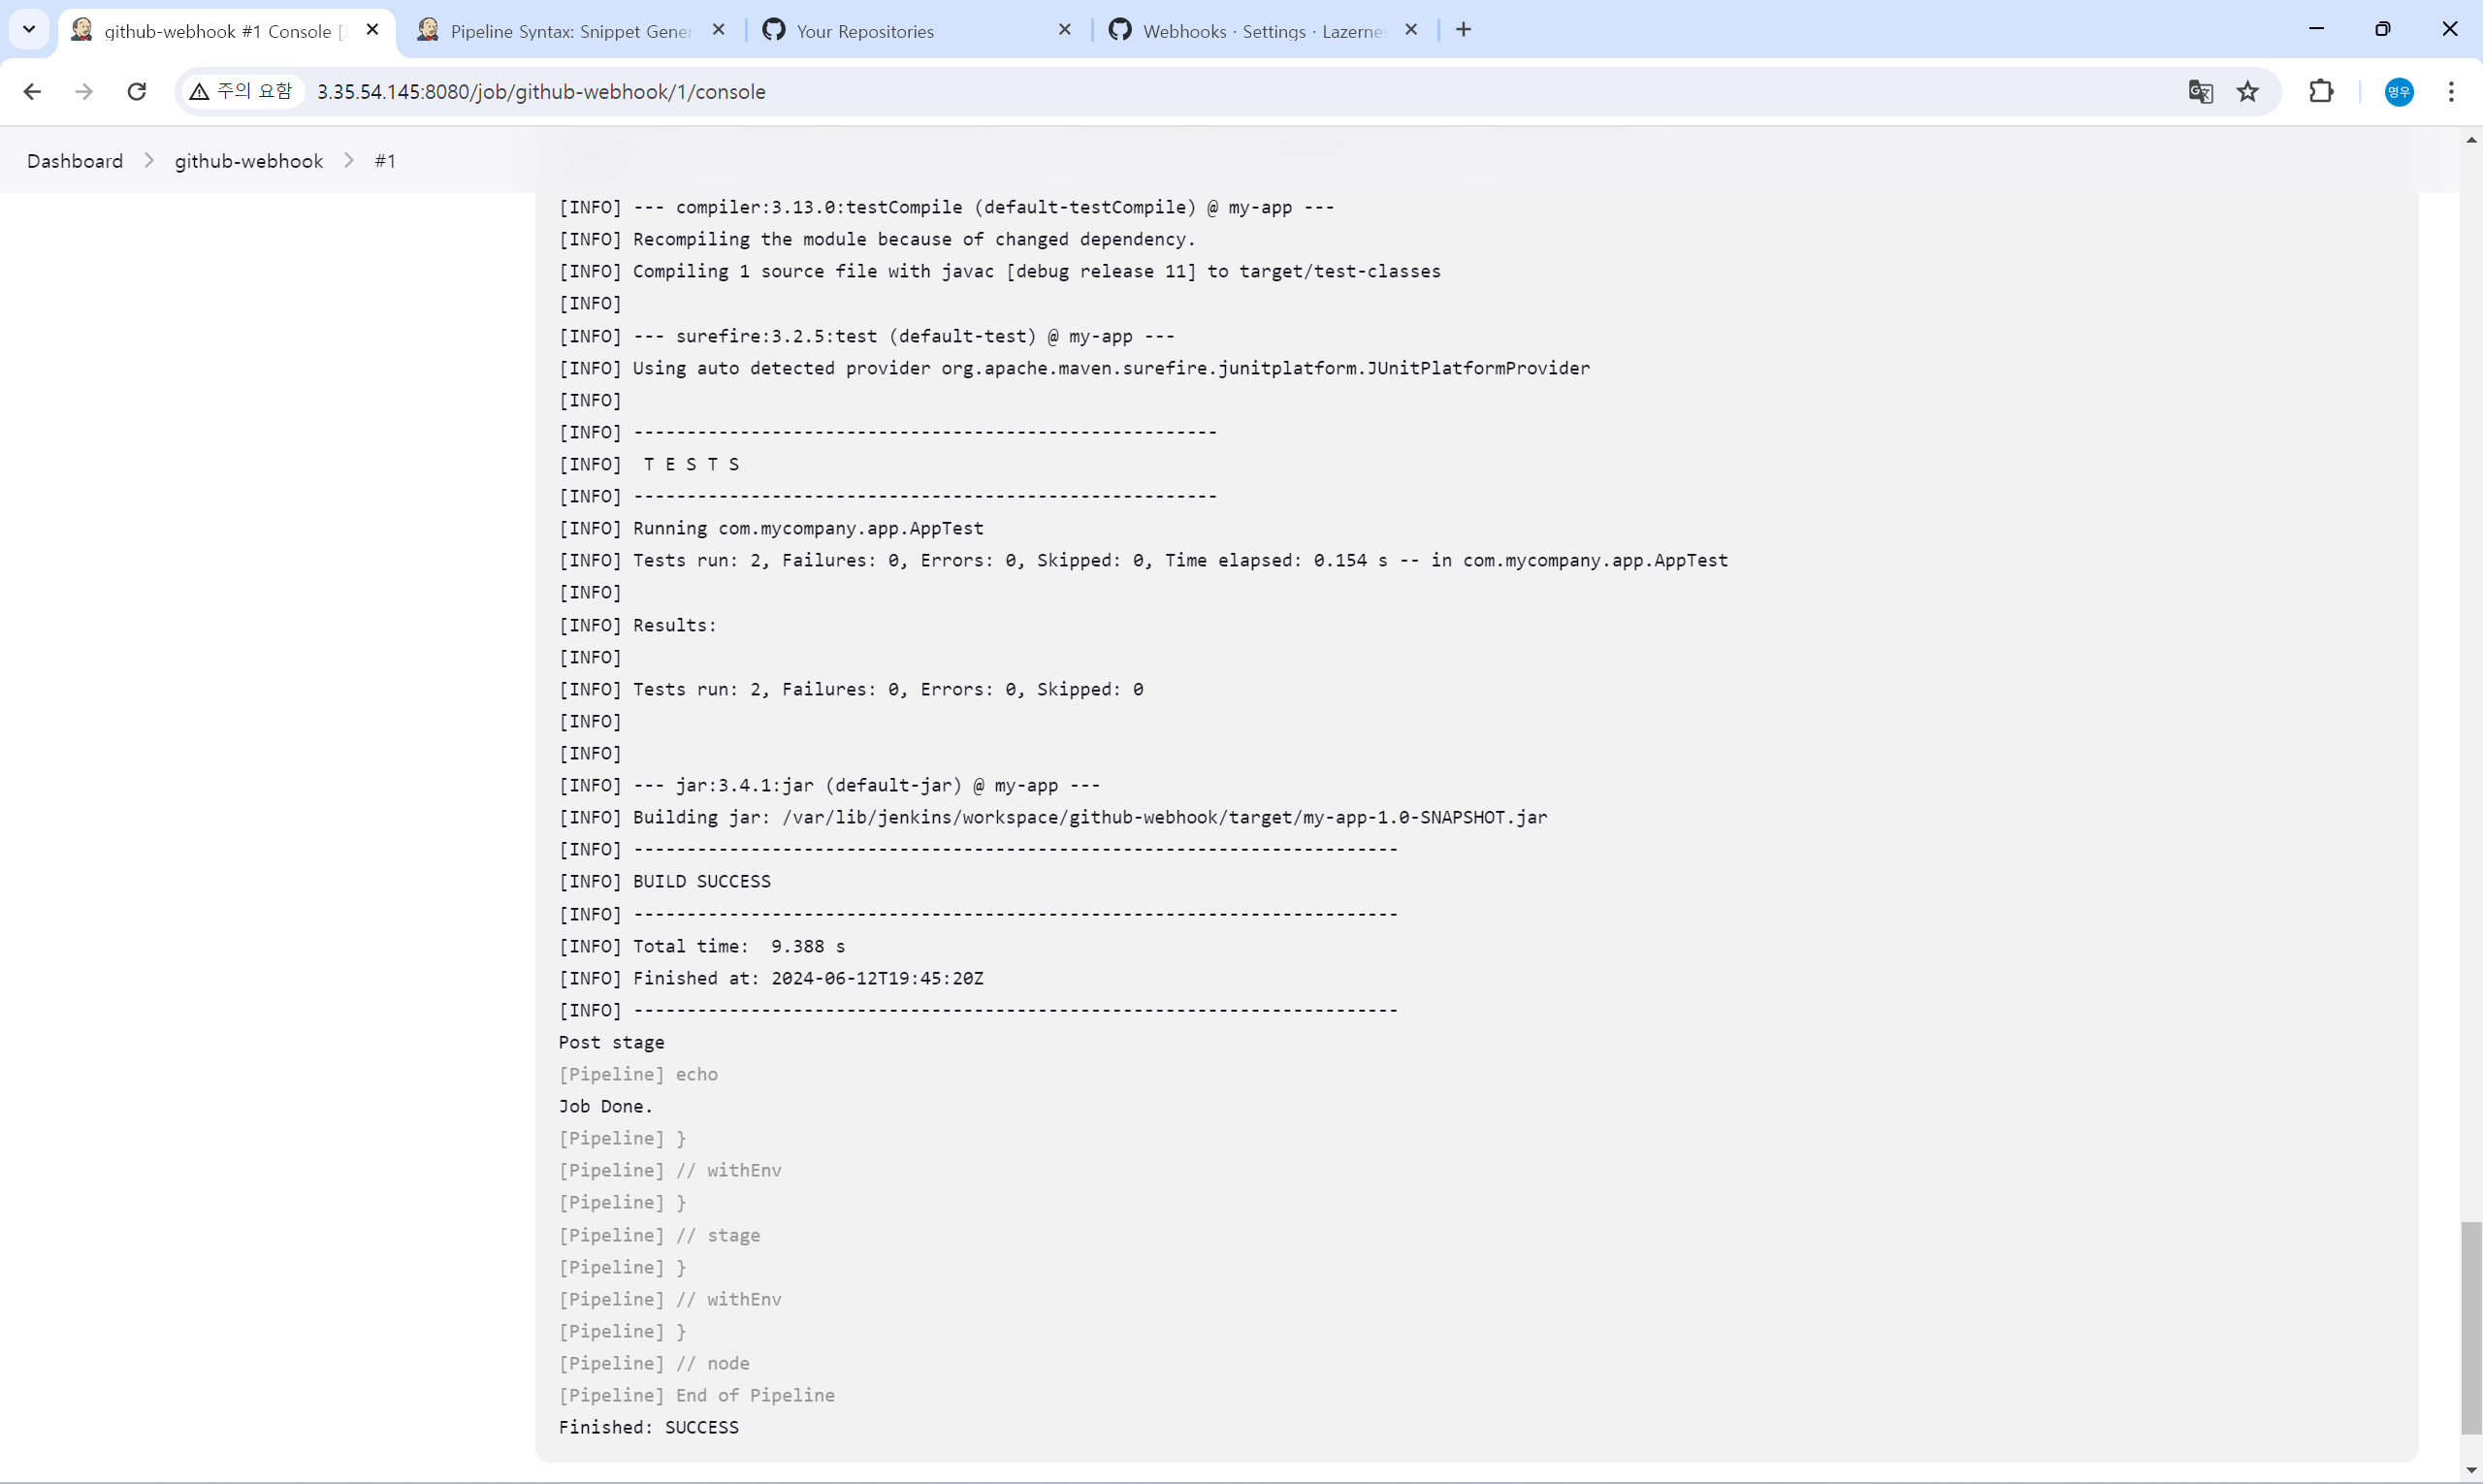 github-webhook #1 Console [
Pipeline Syntax: Snippet Gener
Your Repositories
Webhooks · Settings · Lazerne
주의 요함
3.35.54.145:8080/job/github-webhook/1/console
명우
Dashboard > github-webhook > #1
[INFO] --- compiler:3.13.0:testCompile (default-testCompile) @ my-app ---
[INFO] Recompiling the module because of changed dependency.
[INFO] Compiling 1 source file with javac [debug release 11] to target/test-classes
[INFO]
[INFO] --- surefire:3.2.5:test (default-test) @ my-app ---
[INFO] Using auto detected provider org.apache.maven.surefire.junitplatform.JUnitPlatformProvider
[INFO]
[INFO] -------------------------------------------------------
[INFO]  T E S T S
[INFO] -------------------------------------------------------
[INFO] Running com.mycompany.app.AppTest
[INFO] Tests run: 2, Failures: 0, Errors: 0, Skipped: 0, Time elapsed: 0.154 s -- in com.mycompany.app.AppTest
[INFO]
[INFO] Results:
[INFO]
[INFO] Tests run: 2, Failures: 0, Errors: 0, Skipped: 0
[INFO]
[INFO]
[INFO] --- jar:3.4.1:jar (default-jar) @ my-app ---
[INFO] Building jar: /var/lib/jenkins/workspace/github-webhook/target/my-app-1.0-SNAPSHOT.jar
[INFO] ------------------------------------------------------------------------
[INFO] BUILD SUCCESS
[INFO] ------------------------------------------------------------------------
[INFO] Total time:  9.388 s
[INFO] Finished at: 2024-06-12T19:45:20Z
[INFO] ------------------------------------------------------------------------
Post stage
[Pipeline] echo
Job Done.
[Pipeline] }
[Pipeline] // withEnv
[Pipeline] }
[Pipeline] // stage
[Pipeline] }
[Pipeline] // withEnv
[Pipeline] }
[Pipeline] // node
[Pipeline] End of Pipeline
Finished: SUCCESS